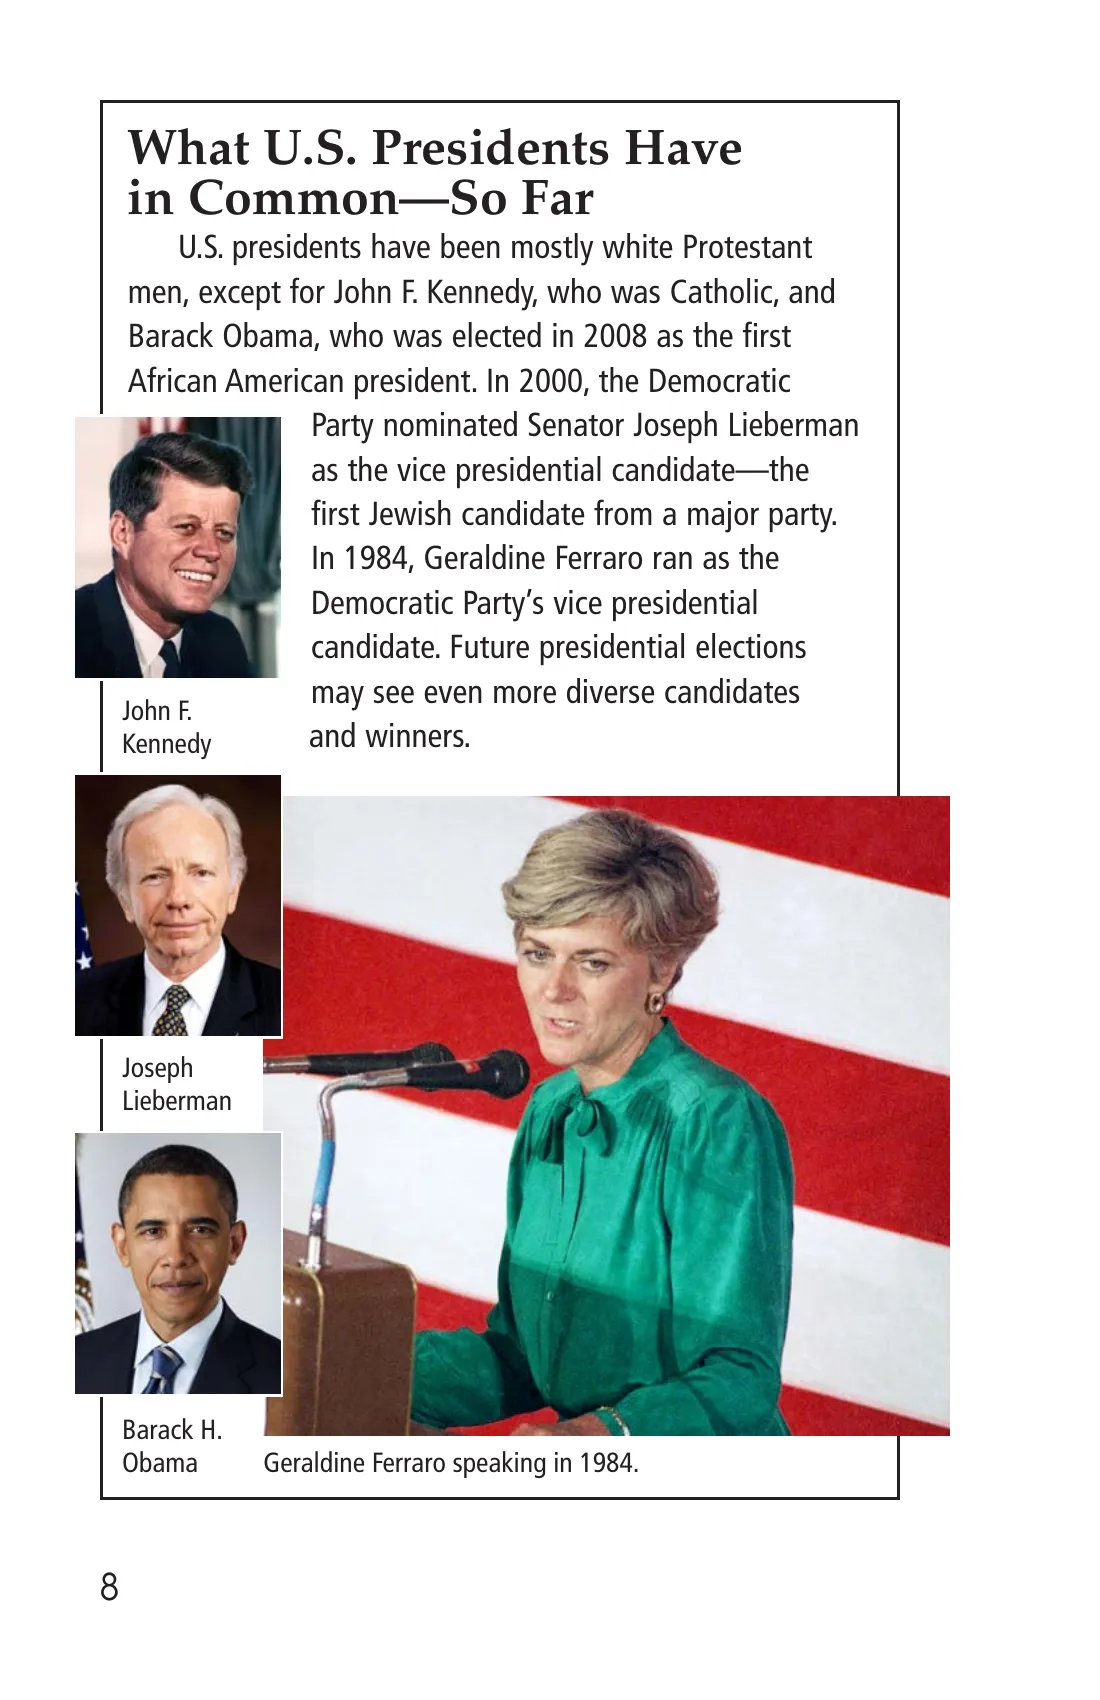 What U.S. Presidents Have
in Common—So Far
U.S. presidents have been mostly white Protestant
men, except for John F. Kennedy, who was Catholic, and
Barack Obama, who was elected in 2008 as the first
African American president. In 2000, the Democratic
Party nominated Senator Joseph Lieberman
as the vice presidential candidate—the
first Jewish candidate from a major party.
In 1984, Geraldine Ferraro ran as the
Democratic Party’s vice presidential
candidate. Future presidential elections
may see even more diverse candidates
and winners.
John F.
Kennedy
Joseph
Lieberman
Barack H.
Obama
Geraldine Ferraro speaking in 1984.
8